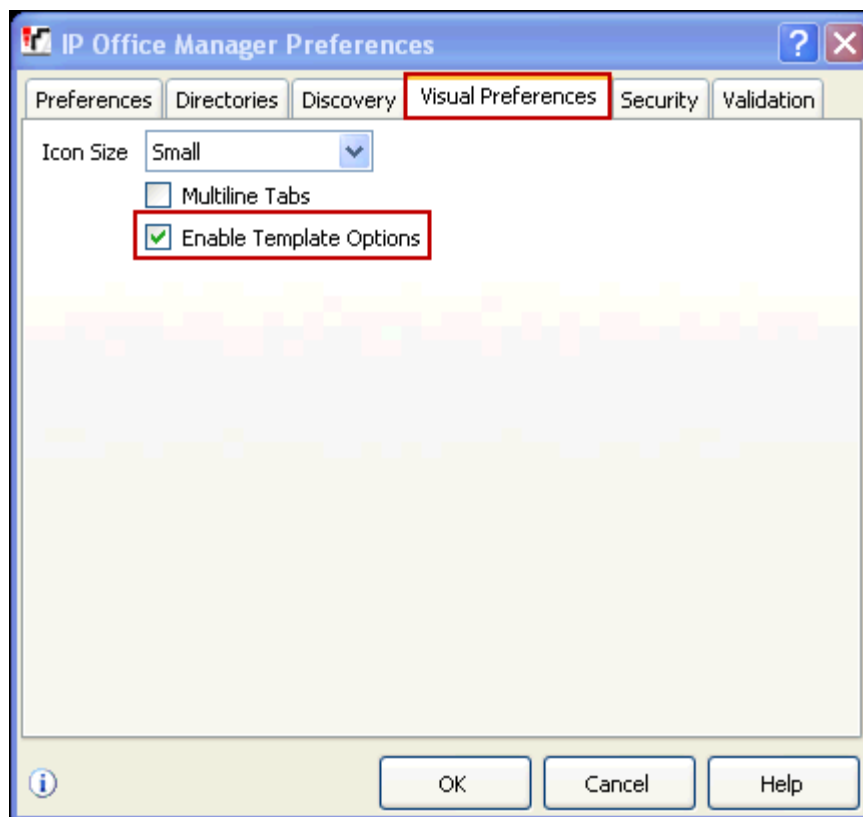 IP Office Manager Preferences
Preferences Directories Discovery Visual Preferences Security Validation
Icon Size Small
Multiline Tabs
Enable Template Options
OK Cancel Help